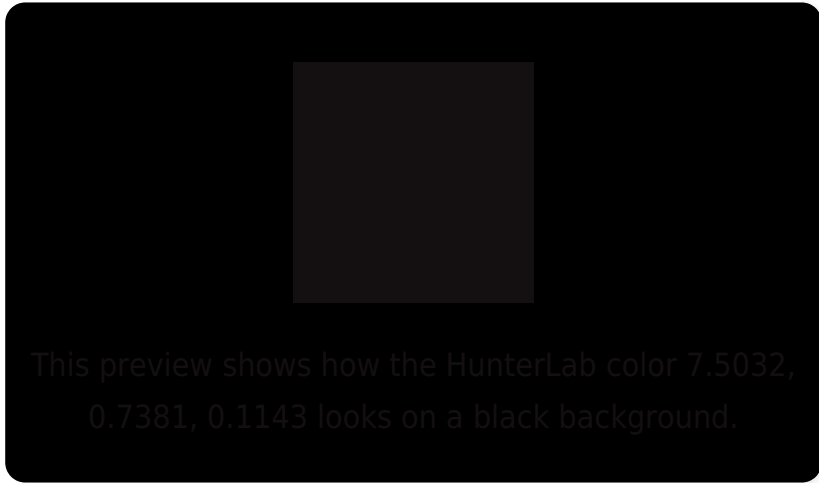 This preview shows how the HunterLab color 7.5032,
0.7381, 0.1143 looks on a black background.